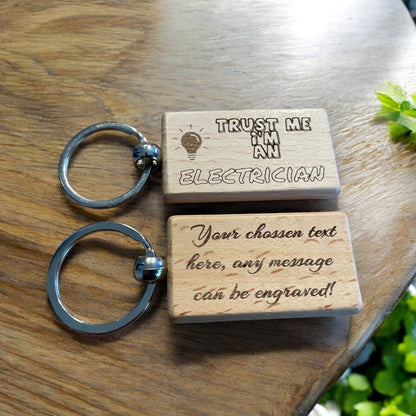 TRUST ME
i'M
AN
ELECTRICIAN
Your chossen text
here, any message
can be engraved!